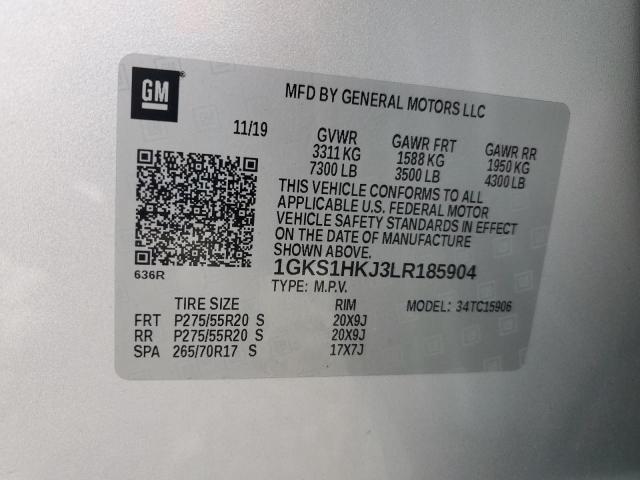 GM
MFD BY GENERAL MOTORS LLC
11/19 GVWR GAWR FRT GAWR RR
3311 KG 1588 KG 1950 KG
7300 LB 3500 LB 4300 LB
THIS VEHICLE CONFORMS TO ALL
APPLICABLE U.S. FEDERAL MOTOR
VEHICLE SAFETY STANDARDS IN EFFECT
ON THE DATE OF MANUFACTURE
SHOWN ABOVE.
636R
1GKS1HKJ3LR185904
TYPE: M.P.V.
TIRE SIZE RIM MODEL: 34TC15906
FRT P275/55R20 S 20X9J
RR P275/55R20 S 20X9J
SPA 265/70R17 S 17X7J